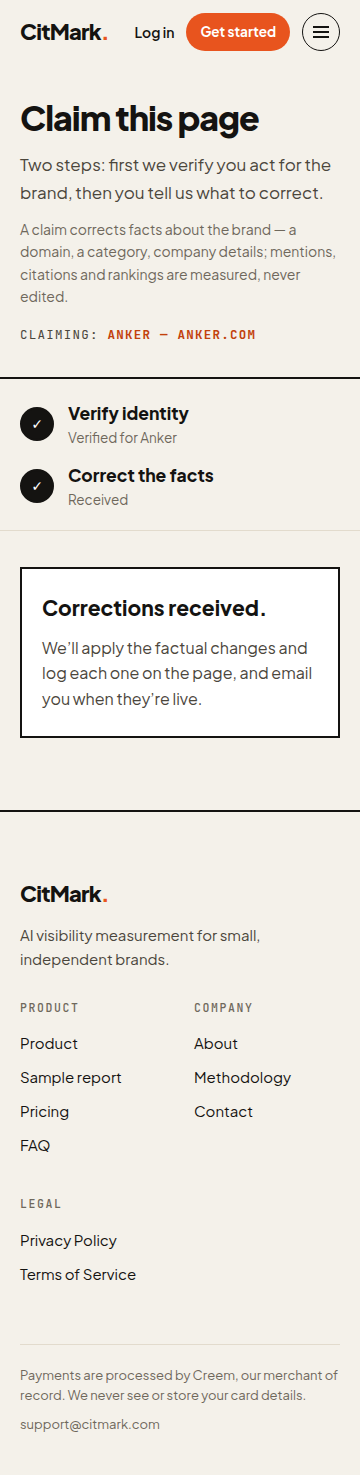 CitMark.
Log in
Get started
Claim this page
Two steps: first we verify you act for the
brand, then you tell us what to correct.
A claim corrects facts about the brand — a
domain, a category, company details; mentions,
citations and rankings are measured, never
edited.
CLAIMING: ANKER — ANKER.COM
✓ Verify identity
Verified for Anker
✓ Correct the facts
Received
Corrections received.
We’ll apply the factual changes and
log each one on the page, and email
you when they’re live.
CitMark.
AI visibility measurement for small,
independent brands.
PRODUCT
Product
Sample report
Pricing
FAQ
COMPANY
About
Methodology
Contact
LEGAL
Privacy Policy
Terms of Service
Payments are processed by Creem, our merchant of
record. We never see or store your card details.
support@citmark.com